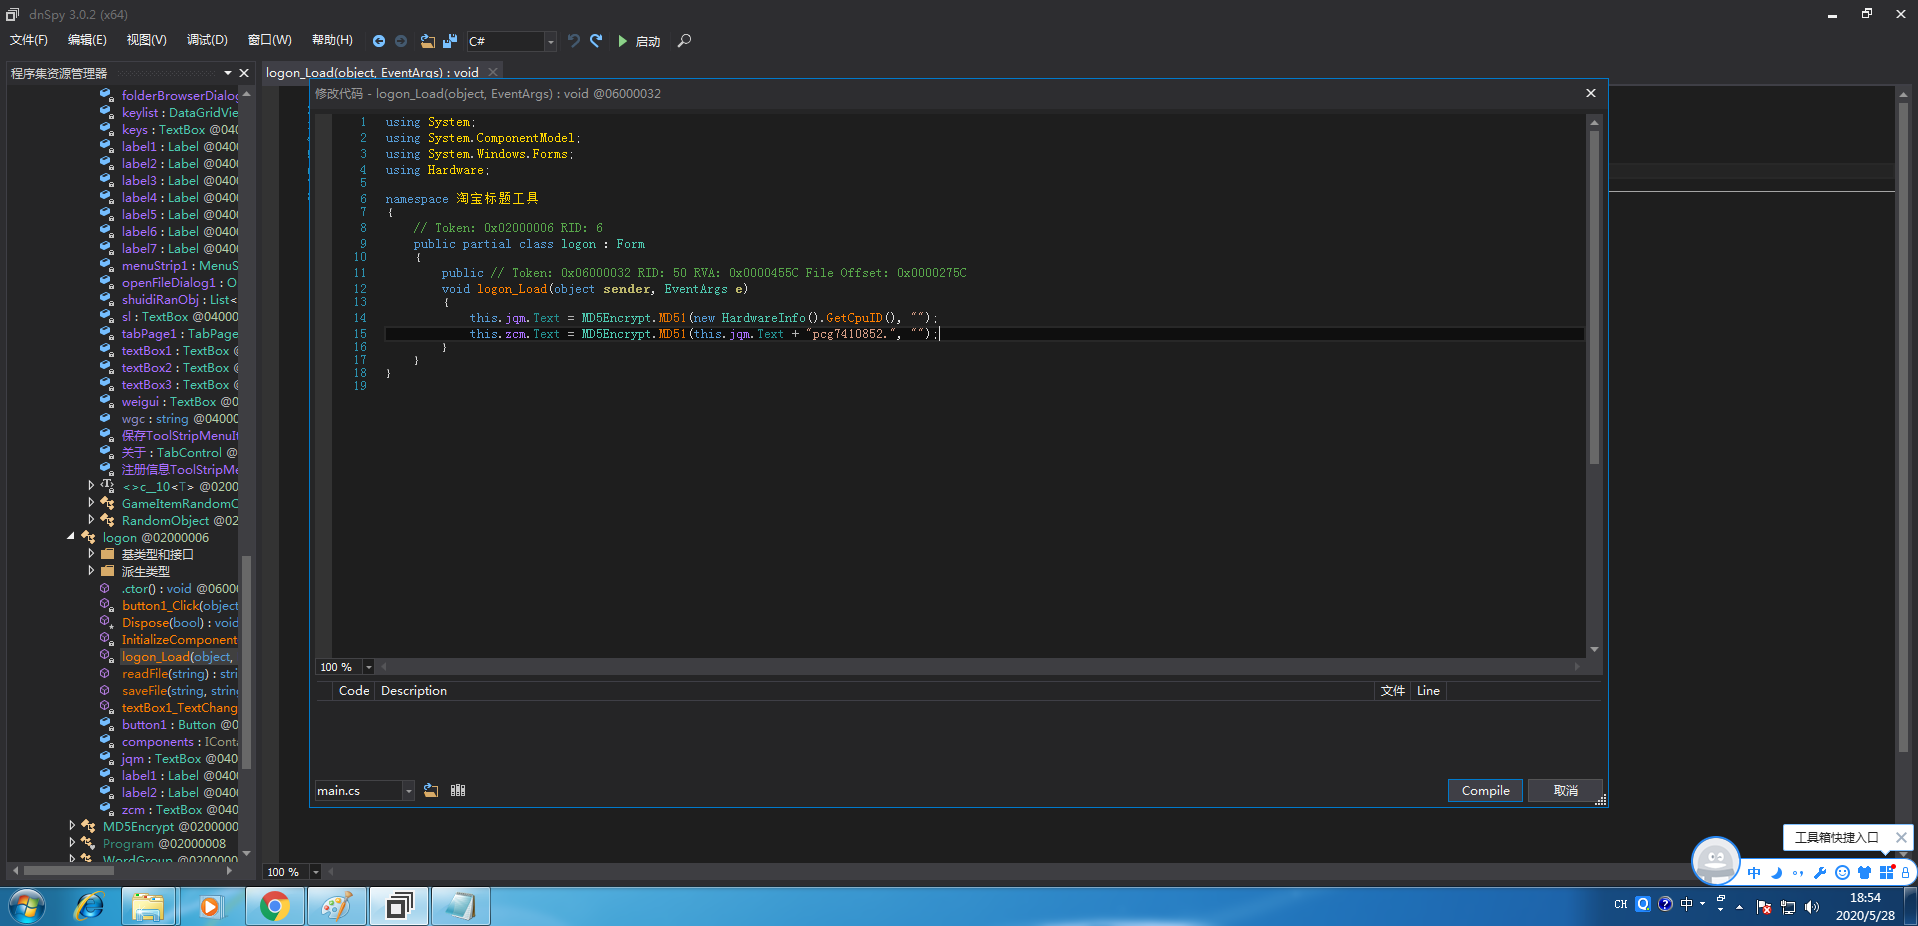 dnSpy 3.0.2 (x64)
文件(F) 编辑(E) 视图(V) 调试(D) 窗口(W) 帮助(H) C# 启动
程序集资源管理器
logon_Load(object, EventArgs) : void
修改代码 - logon_Load(object, EventArgs) : void @06000032
folderBrowserDialog
keylist : DataGridVie
keys : TextBox @040
label1 : Label @040
label2 : Label @040
label3 : Label @040
label4 : Label @040
label5 : Label @040
label6 : Label @040
label7 : Label @040
menuStrip1 : MenuS
openFileDialog1 : O
shuidiRanObj : List<
sl : TextBox @04000
tabPage1 : TabPage
textBox1 : TextBox @
textBox2 : TextBox @
textBox3 : TextBox @
weigui : TextBox @0
wgc : string @04000
保存ToolStripMenuIt
关于 : TabControl @
注册信息ToolStripMe
<>c__10<T> @0200
GameItemRandomC
RandomObject @02
logon @02000006
基类型和接口
派生类型
.ctor() : void @0600
button1_Click(object
Dispose(bool) : void
InitializeComponent
logon_Load(object,
readFile(string) : stri
saveFile(string, string
textBox1_TextChang
button1 : Button @0
components : IConta
jqm : TextBox @040
label1 : Label @040
label2 : Label @040
zcm : TextBox @040
MD5Encrypt @0200000
Program @02000008
WordGroup @0200000
1 using System;
2 using System.ComponentModel;
3 using System.Windows.Forms;
4 using Hardware;
5
6 namespace 淘宝标题工具
7 {
8 // Token: 0x02000006 RID: 6
9 public partial class logon : Form
10 {
11 public // Token: 0x06000032 RID: 50 RVA: 0x0000455C File Offset: 0x0000275C
12 void logon_Load(object sender, EventArgs e)
13 {
14 this.jqm.Text = MD5Encrypt.MD51(new HardwareInfo().GetCpuID(), "");
15 this.zcm.Text = MD5Encrypt.MD51(this.jqm.Text + "pcg7410852.", "");
16 }
17 }
18 }
19
100 %
Code Description 文件 Line
main.cs
Compile 取消
100 %
工具箱快捷入口
中
CH 中
18:54
2020/5/28